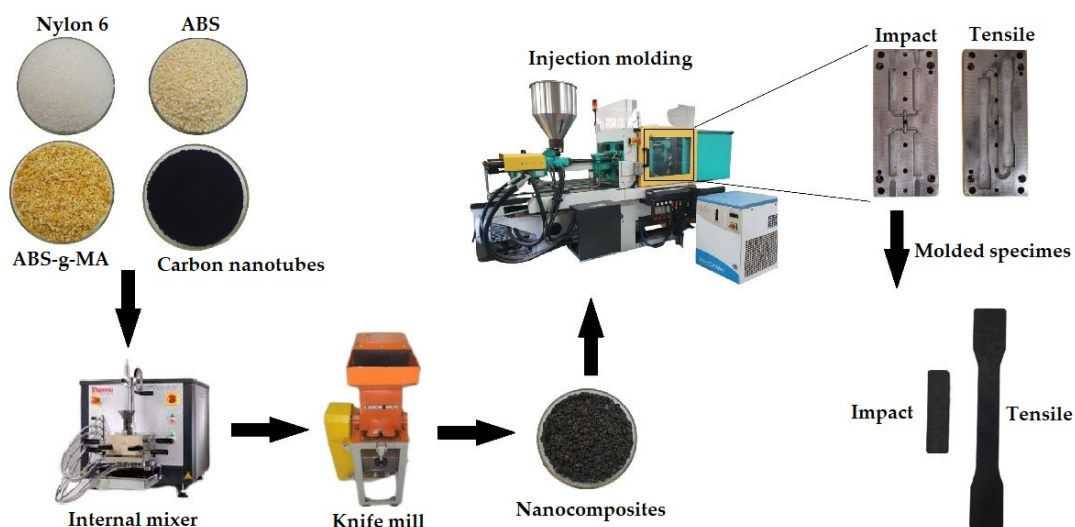 Nylon 6
ABS
ABS-g-MA
Carbon nanotubes
Injection molding
Impact
Tensile
Molded specimes
Internal mixer
Knife mill
Nanocomposites
Impact
Tensile